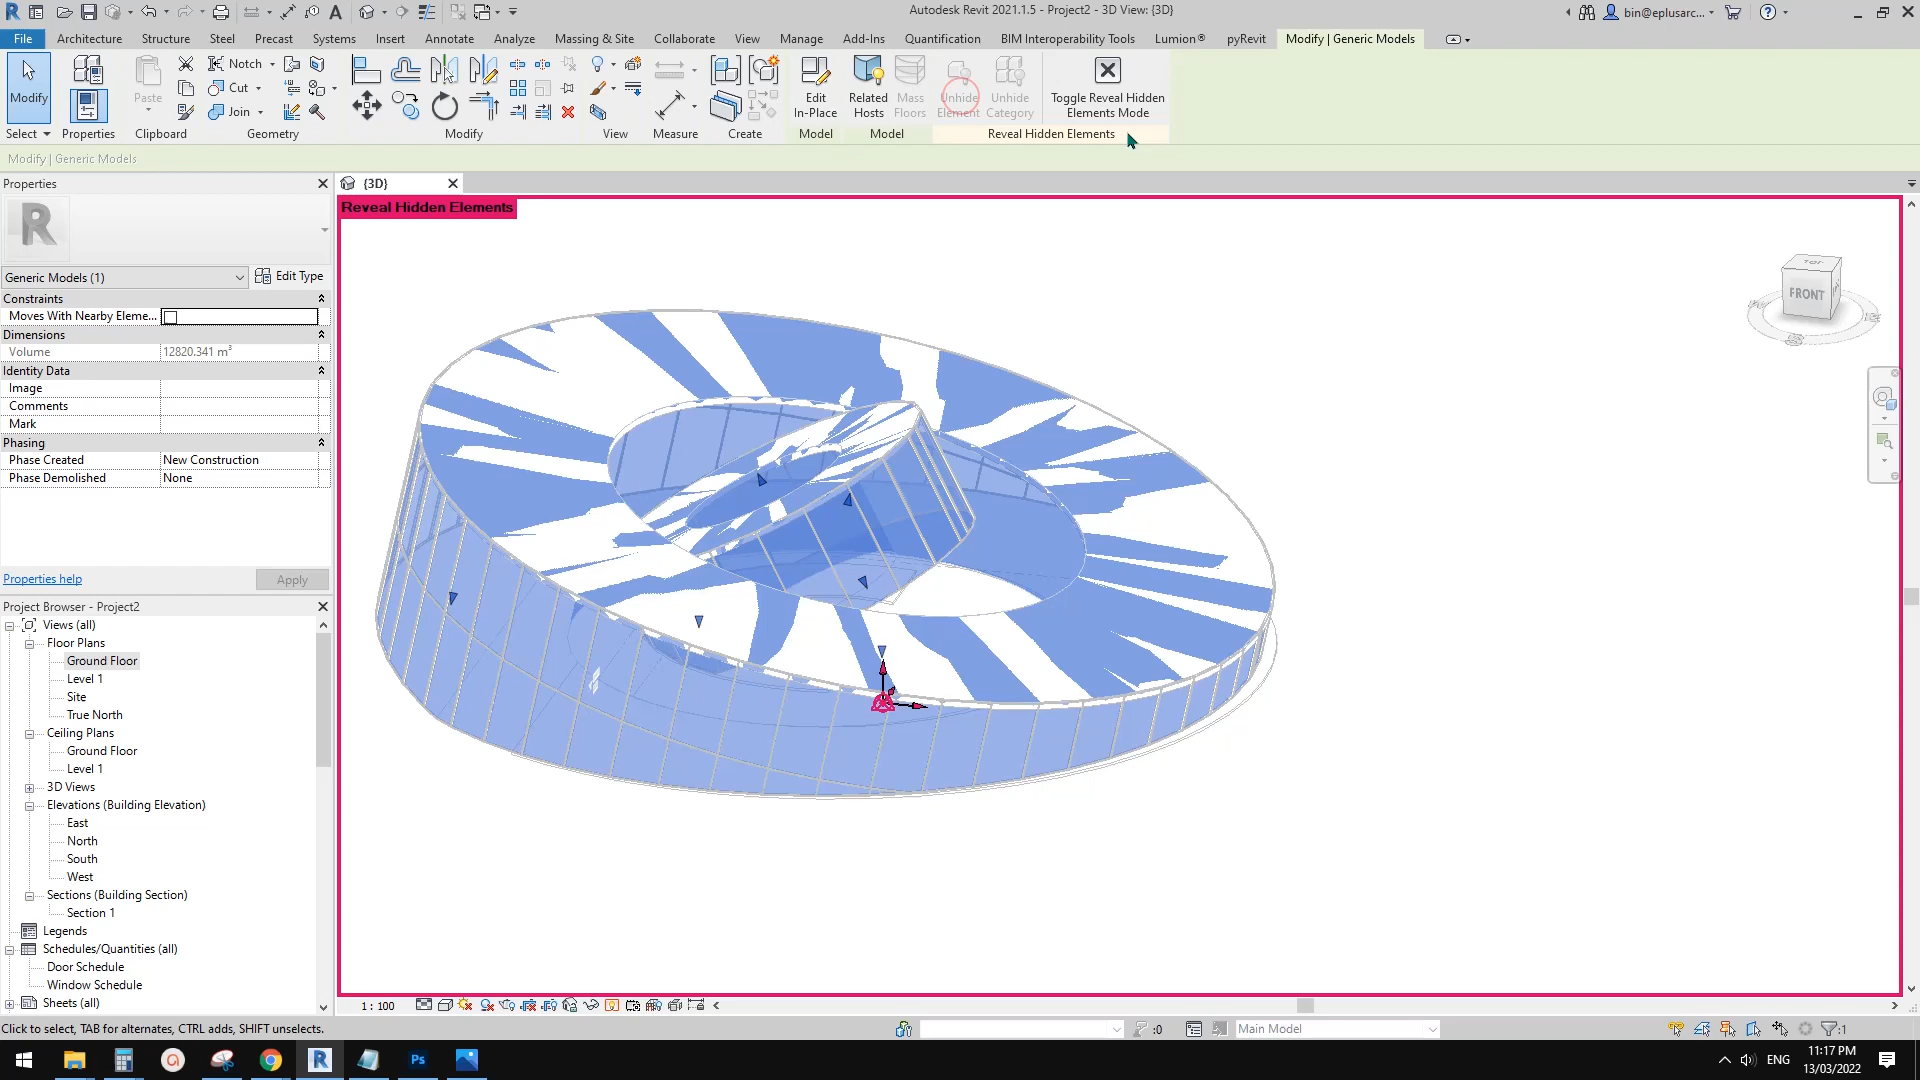 Autodesk Revit 2021.1.5 - Project2 - 3D View: {3D}
bin@eplusarc...
File Architecture Structure Steel Precast Systems Insert Annotate Analyze Massing & Site Collaborate View Manage Add-Ins Quantification BIM Interoperability Tools Lumion® pyRevit Modify | Generic Models
Modify
Paste
Notch
Cut
Join
Edit In-Place
Related Hosts
Mass Floors
Unhide Element
Unhide Category
Toggle Reveal Hidden Elements Mode
Select Properties Clipboard Geometry Modify View Measure Create Model Model Reveal Hidden Elements
Modify | Generic Models
Properties
{3D}
Reveal Hidden Elements
R
Generic Models (1)
Edit Type
Constraints
Moves With Nearby Eleme...
Dimensions
Volume 12820.341 m³
Identity Data
Image
Comments
Mark
Phasing
Phase Created New Construction
Phase Demolished None
Properties help
Apply
FRONT
TOP
Project Browser - Project2
Views (all)
Floor Plans
Ground Floor
Level 1
Site
True North
Ceiling Plans
Ground Floor
Level 1
3D Views
Elevations (Building Elevation)
East
North
South
West
Sections (Building Section)
Section 1
Legends
Schedules/Quantities (all)
Door Schedule
Window Schedule
Sheets (all)
1 : 100
Click to select, TAB for alternates, CTRL adds, SHIFT unselects.
:0
Main Model
:1
R
Ps
ENG
11:17 PM
13/03/2022